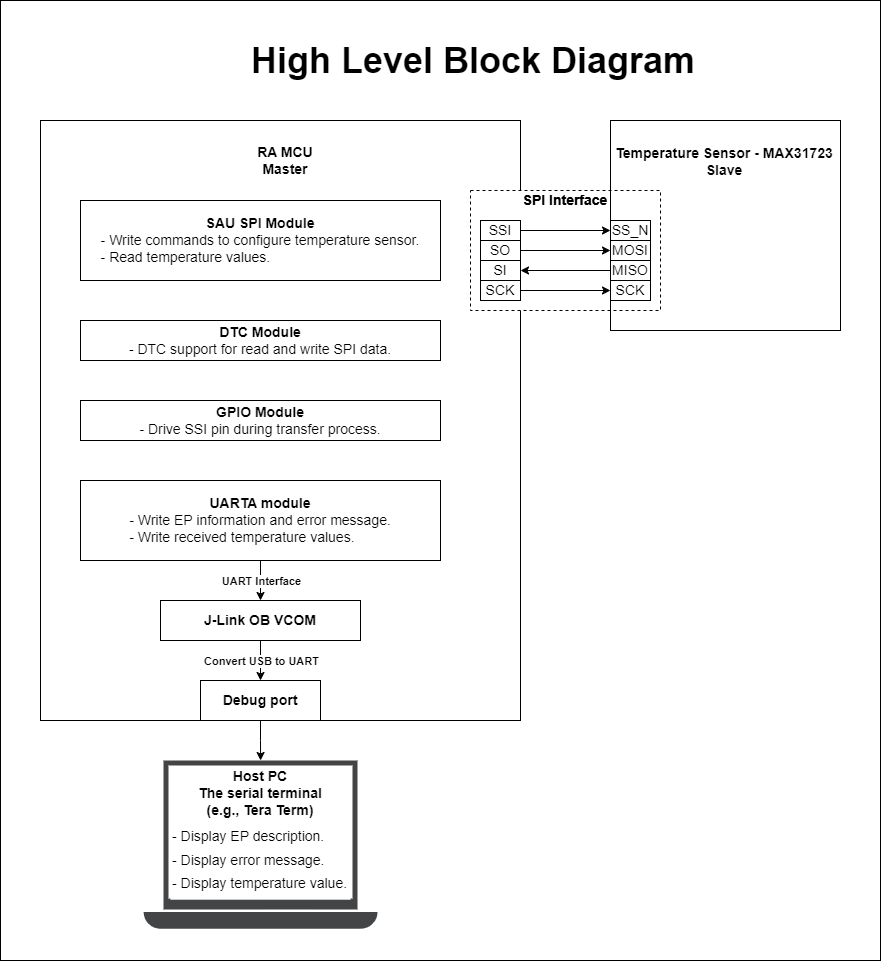 High Level Block Diagram
RA MCU
Master
Temperature Sensor - MAX31723
Slave
SPI Interface
SSI
SS_N
SO
MOSI
SI
MISO
SCK
SCK
SAU SPI Module
- Write commands to configure temperature sensor.
- Read temperature values.
DTC Module
- DTC support for read and write SPI data.
GPIO Module
- Drive SSI pin during transfer process.
UARTA module
- Write EP information and error message.
- Write received temperature values.
UART Interface
J-Link OB VCOM
Convert USB to UART
Debug port
Host PC
The serial terminal
(e.g., Tera Term)
- Display EP description.
- Display error message.
- Display temperature value.